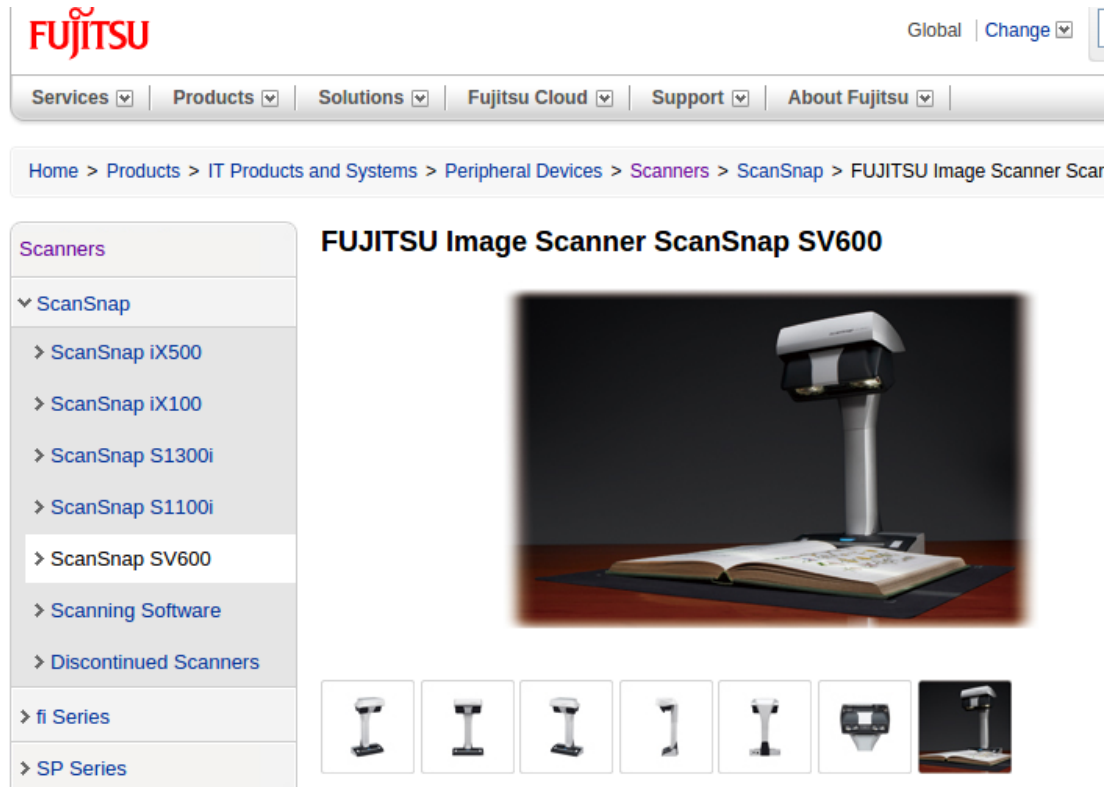 FUJITSU
Global Change
Services Products Solutions Fujitsu Cloud Support About Fujitsu
Home > Products > IT Products and Systems > Peripheral Devices > Scanners > ScanSnap > FUJITSU Image Scanner
Scanners
FUJITSU Image Scanner ScanSnap SV600
ScanSnap
ScanSnap iX500
ScanSnap iX100
ScanSnap S1300i
ScanSnap S1100i
ScanSnap SV600
Scanning Software
Discontinued Scanners
fi Series
SP Series